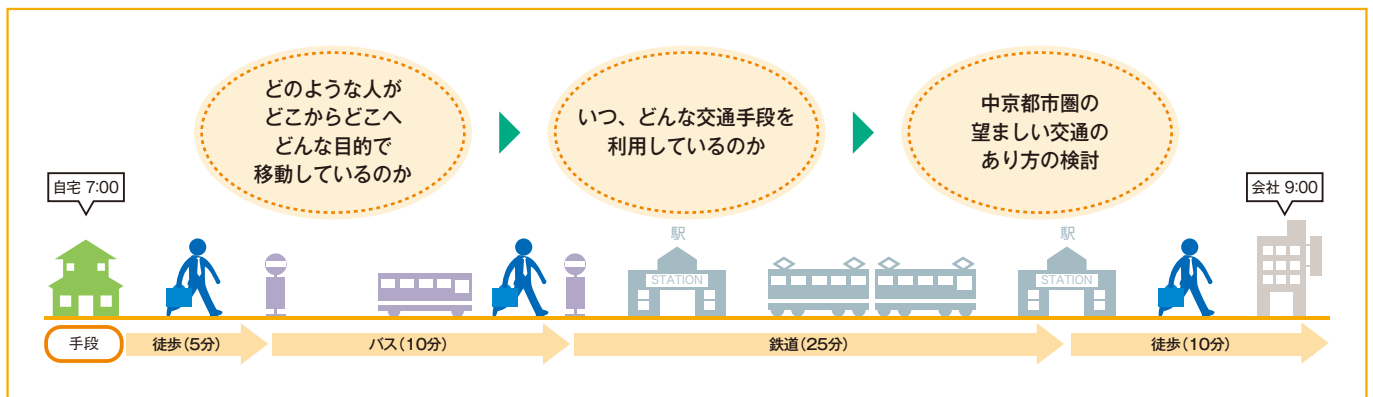 どのような人が
どこからどこへ
どんな目的で
移動しているのか
いつ、どんな交通手段を
利用しているのか
中京都市圏の
望ましい交通の
あり方の検討
自宅 7:00
会社 9:00
駅
STATION
駅
STATION
手段
徒歩(5分)
バス(10分)
鉄道(25分)
徒歩(10分)